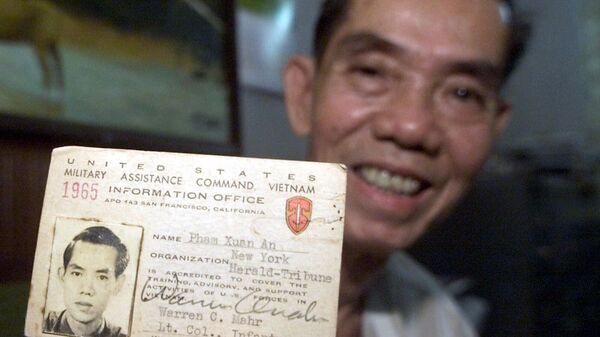 UNITED STATES
MILITARY ASSISTANCE COMMAND, VIETNAM
1965 INFORMATION OFFICE
APO 143 SAN FRANCISCO, CALIFORNIA
NAME Pham Xuan An
New York
ORGANIZATION: Herald-Tribune
IS ACCREDITED TO COVER THE
TRAINING, ADVISORY, AND SUPPORT
ACTIVITIES OF U.S. FORCES IN
Warren C. Mahr
Lt. Col.,